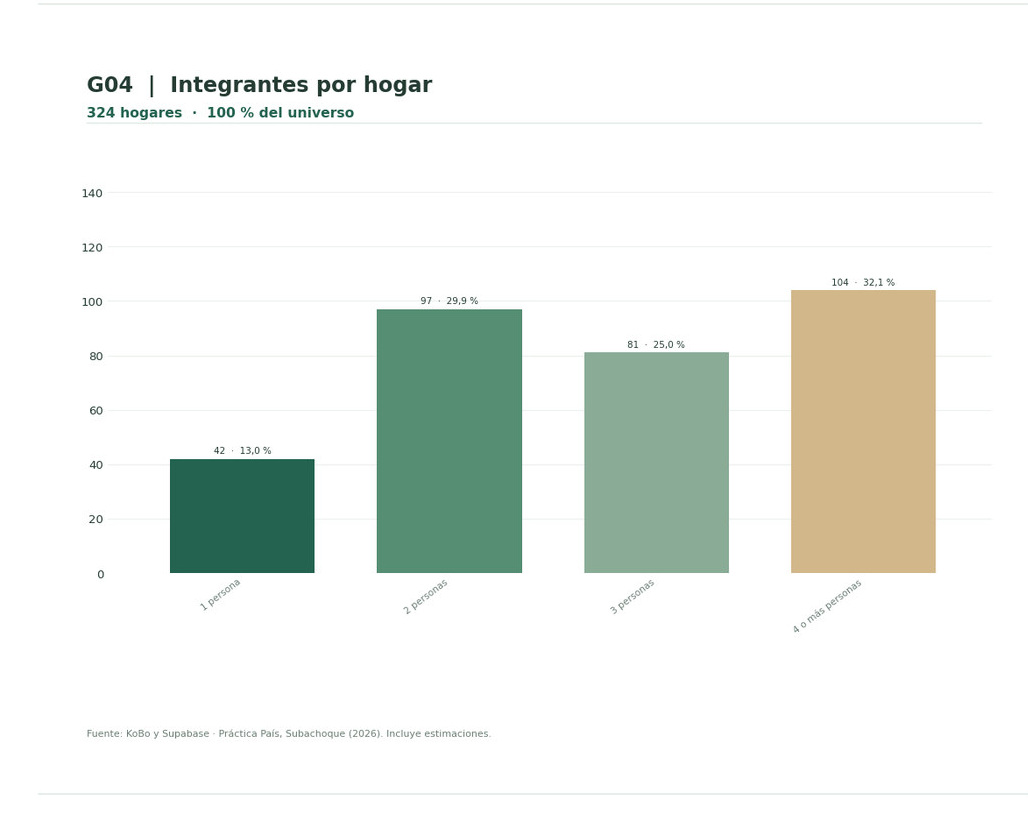 G04 | Integrantes por hogar
324 hogares · 100 % del universo
140
120
100
80
60
40
20
0
42 · 13,0 %
97 · 29,9 %
81 · 25,0 %
104 · 32,1 %
1 persona
2 personas
3 personas
4 o más personas
Fuente: KoBo y Supabase · Práctica País, Subachoque (2026). Incluye estimaciones.